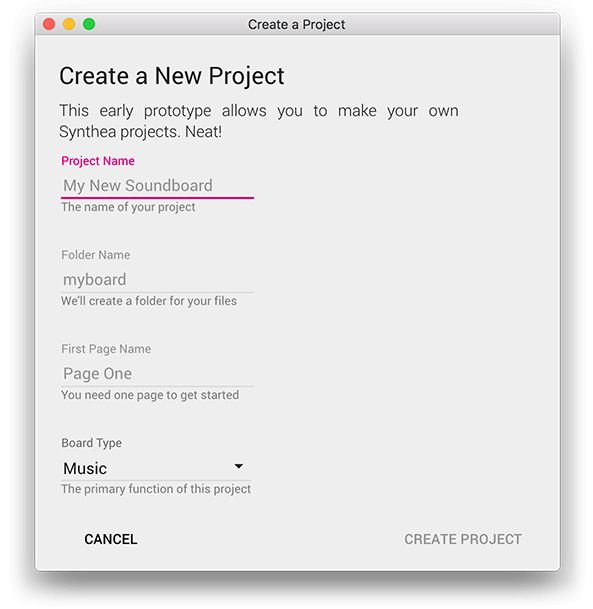 Create a Project
Create a New Project
This early prototype allows you to make your own
Synthea projects. Neat!
Project Name
My New Soundboard
The name of your project
Folder Name
myboard
We'll create a folder for your files
First Page Name
Page One
You need one page to get started
Board Type
Music
The primary function of this project
CANCEL
CREATE PROJECT